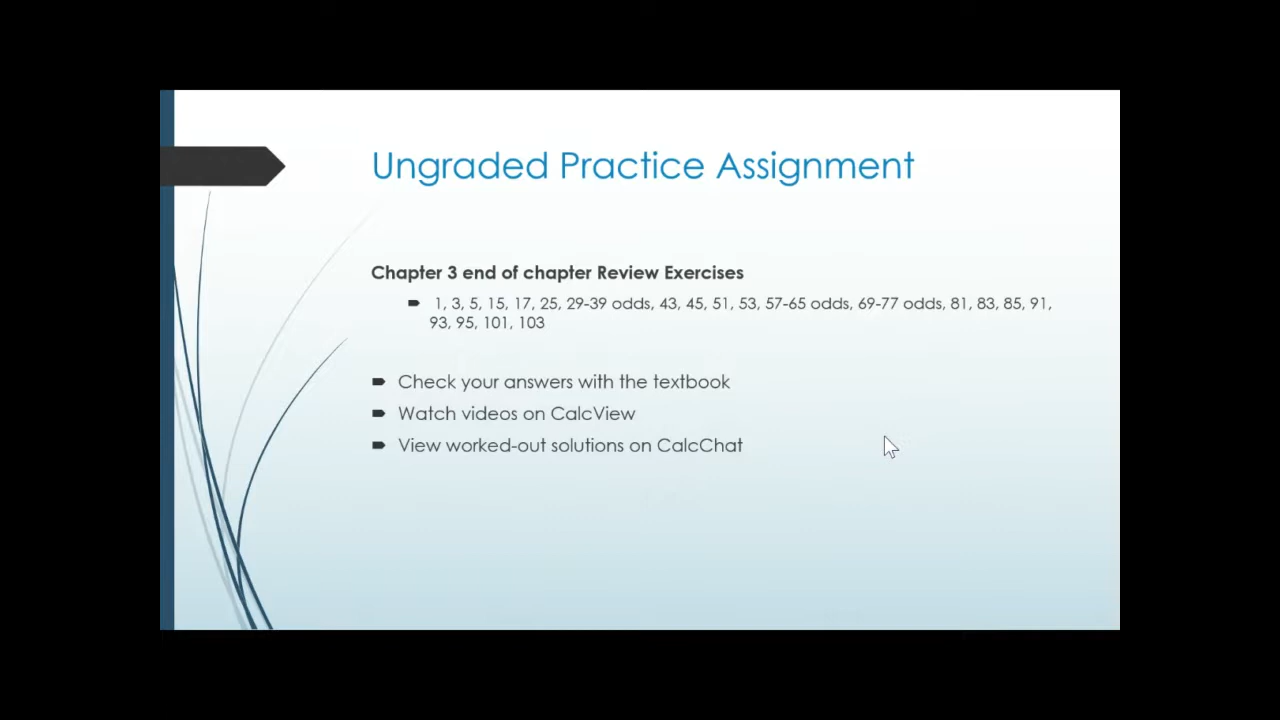 Ungraded Practice Assignment
Chapter 3 end of chapter Review Exercises
1, 3, 5, 15, 17, 25, 29-39 odds, 43, 45, 51, 53, 57-65 odds, 69-77 odds, 81, 83, 85, 91,
93, 95, 101, 103
Check your answers with the textbook
Watch videos on CalcView
View worked-out solutions on CalcChat